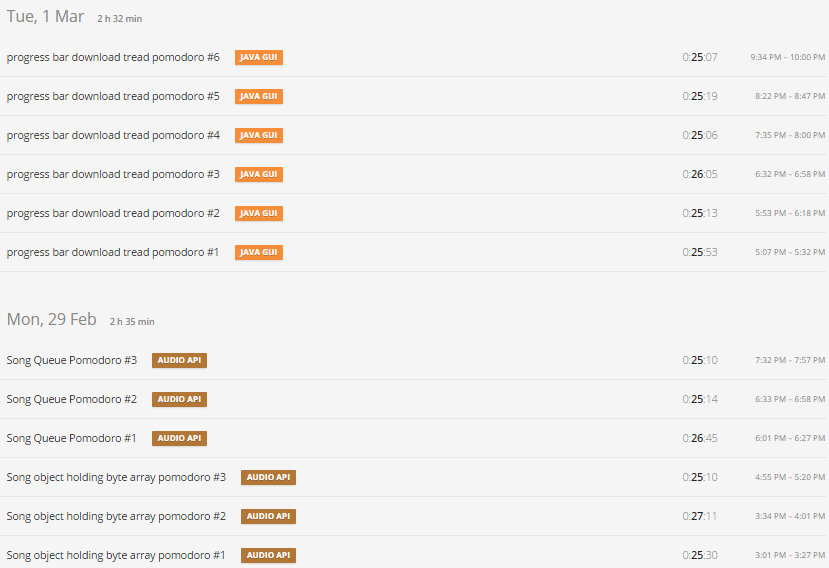 Tue, 1 Mar 2 h 32 min
progress bar download tread pomodoro #6 JAVA GUI 0:25:07 9:34 PM – 10:00 PM
progress bar download tread pomodoro #5 JAVA GUI 0:25:19 8:22 PM – 8:47 PM
progress bar download tread pomodoro #4 JAVA GUI 0:25:06 7:35 PM – 8:00 PM
progress bar download tread pomodoro #3 JAVA GUI 0:26:05 6:32 PM – 6:58 PM
progress bar download tread pomodoro #2 JAVA GUI 0:25:13 5:53 PM – 6:18 PM
progress bar download tread pomodoro #1 JAVA GUI 0:25:53 5:07 PM – 5:32 PM
Mon, 29 Feb 2 h 35 min
Song Queue Pomodoro #3 AUDIO API 0:25:10 7:32 PM – 7:57 PM
Song Queue Pomodoro #2 AUDIO API 0:25:14 6:33 PM – 6:58 PM
Song Queue Pomodoro #1 AUDIO API 0:26:45 6:01 PM – 6:27 PM
Song object holding byte array pomodoro #3 AUDIO API 0:25:10 4:55 PM – 5:20 PM
Song object holding byte array pomodoro #2 AUDIO API 0:27:11 3:34 PM – 4:01 PM
Song object holding byte array pomodoro #1 AUDIO API 0:25:30 3:01 PM – 3:27 PM